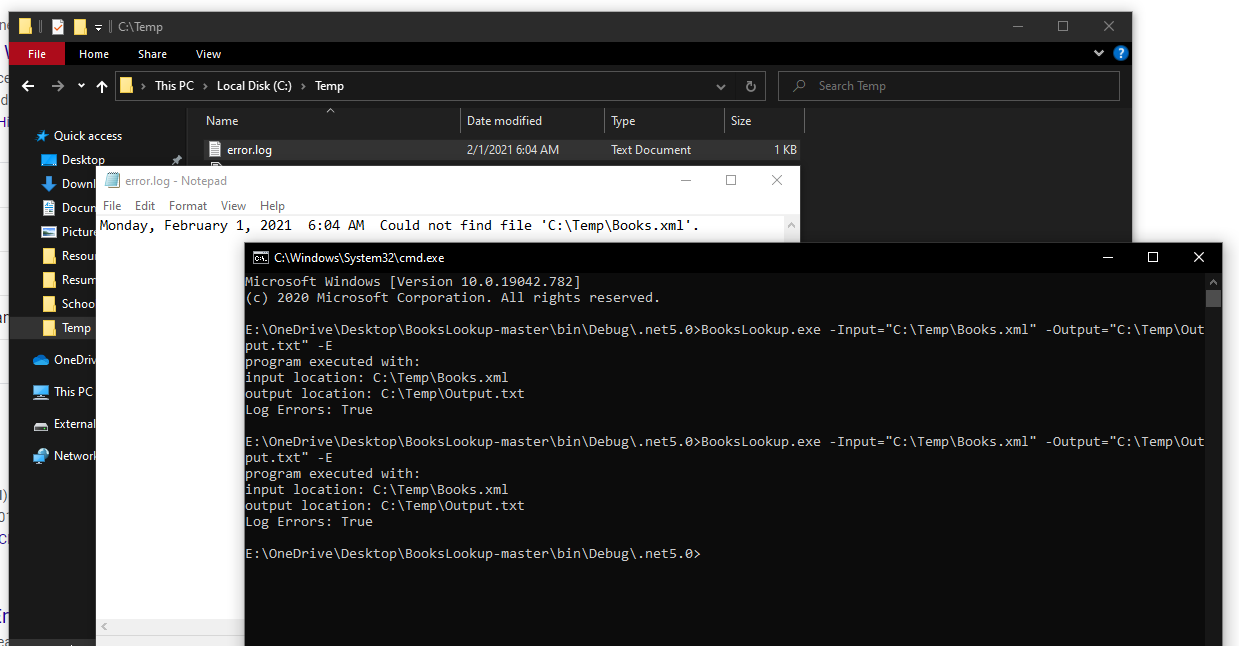 C:\Temp
File Home Share View
This PC Local Disk (C:) Temp
Search Temp
Name Date modified Type Size
Quick access
error.log 2/1/2021 6:04 AM Text Document 1 KB
Desktop
error.log - Notepad
File Edit Format View Help
Monday, February 1, 2021  6:04 AM  Could not find file 'C:\Temp\Books.xml'.
Downl
Docun
Picture
Resou
Resum
Schoo
Temp
OneDriv
This PC
External
Network
C:\Windows\System32\cmd.exe
Microsoft Windows [Version 10.0.19042.782]
(c) 2020 Microsoft Corporation. All rights reserved.
E:\OneDrive\Desktop\BooksLookup-master\bin\Debug\.net5.0>BooksLookup.exe -Input="C:\Temp\Books.xml" -Output="C:\Temp\Out
put.txt" -E
program executed with:
input location: C:\Temp\Books.xml
output location: C:\Temp\Output.txt
Log Errors: True
E:\OneDrive\Desktop\BooksLookup-master\bin\Debug\.net5.0>BooksLookup.exe -Input="C:\Temp\Books.xml" -Output="C:\Temp\Out
put.txt" -E
program executed with:
input location: C:\Temp\Books.xml
output location: C:\Temp\Output.txt
Log Errors: True
E:\OneDrive\Desktop\BooksLookup-master\bin\Debug\.net5.0>